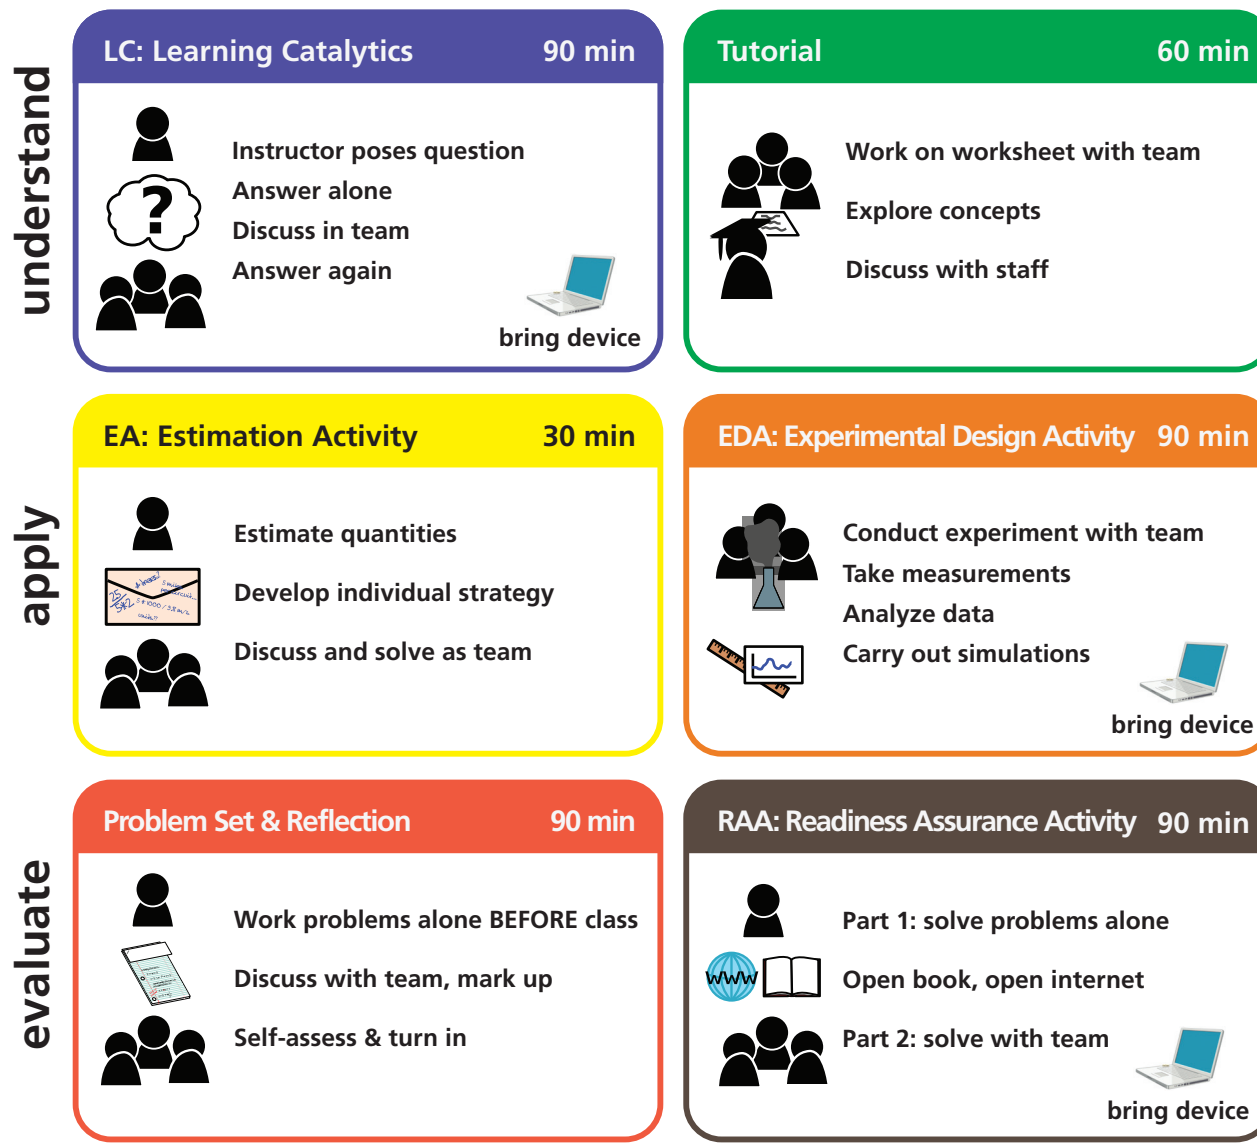 understand
LC: Learning Catalytics 90 min
Instructor poses question
?
Answer alone
Discuss in team
Answer again
bring device
Tutorial 60 min
Work on worksheet with team
Explore concepts
Discuss with staff
apply
EA: Estimation Activity 30 min
Estimate quantities
Develop individual strategy
Discuss and solve as team
EDA: Experimental Design Activity 90 min
Conduct experiment with team
Take measurements
Analyze data
Carry out simulations
bring device
evaluate
Problem Set & Reflection 90 min
Work problems alone BEFORE class
Discuss with team, mark up
Self-assess & turn in
RAA: Readiness Assurance Activity 90 min
Part 1: solve problems alone
www
Open book, open internet
Part 2: solve with team
bring device